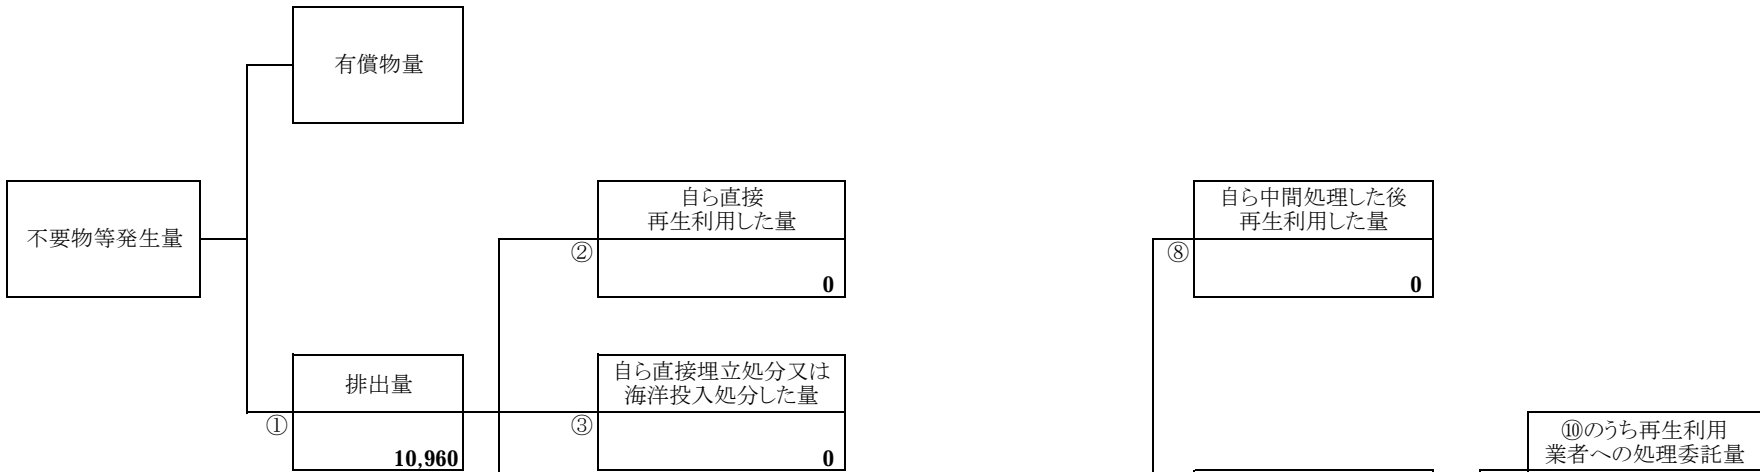 有償物量
不要物等発生量
自ら直接
再生利用した量
②
0
自ら中間処理した後
再生利用した量
⑧
0
排出量
①
10,960
自ら直接埋立処分又は
海洋投入処分した量
③
0
⑩のうち再生利用
業者への処理委託量